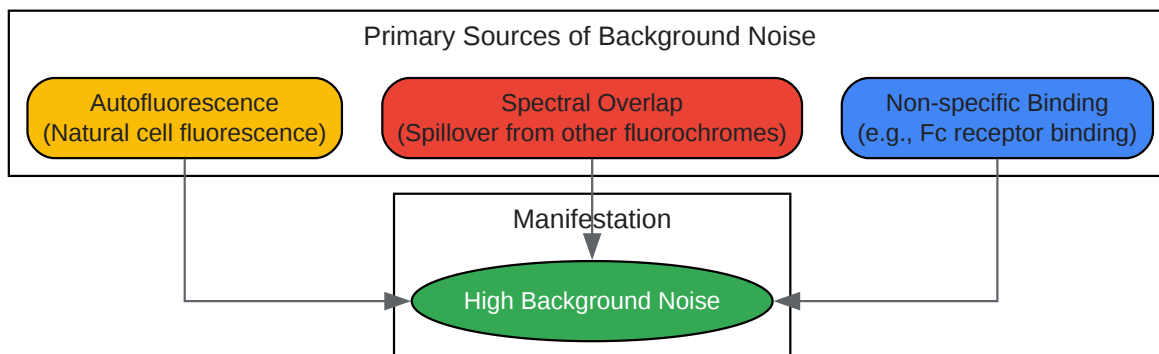 Primary Sources of Background Noise
Autofluorescence
(Natural cell fluorescence)
Spectral Overlap
(Spillover from other fluorochromes)
Non-specific Binding
(e.g., Fc receptor binding)
Manifestation
High Background Noise